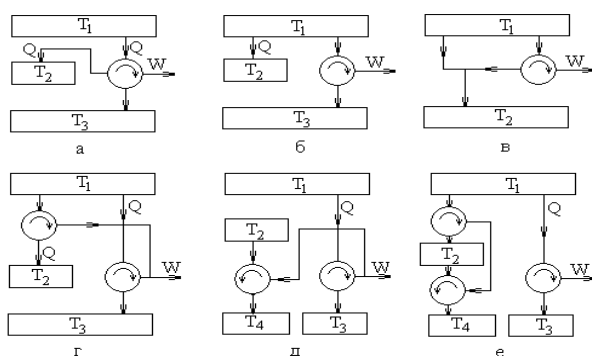 T₁ T₁ T₁
Q Q Q
T₂ W T₂ W W
T₃ T₃ T₂
а б в
T₁ T₁ T₁
Q Q Q
T₂
Q T₂
T₂ W W W
T₃ T₄ T₃ T₄ T₃
г д е